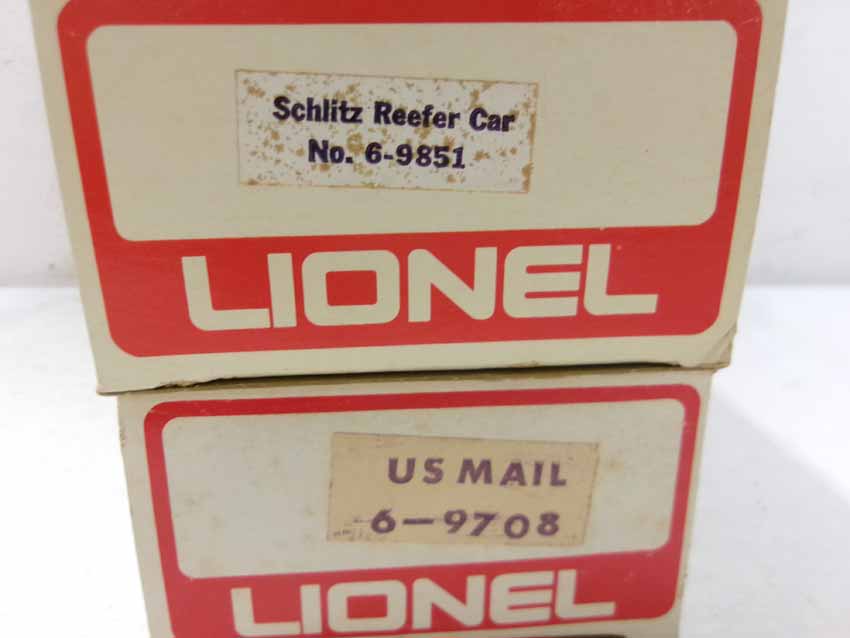 Schlitz Reefer Car
No. 6-9851
LIONEL
US MAIL
6-9708
LIONEL